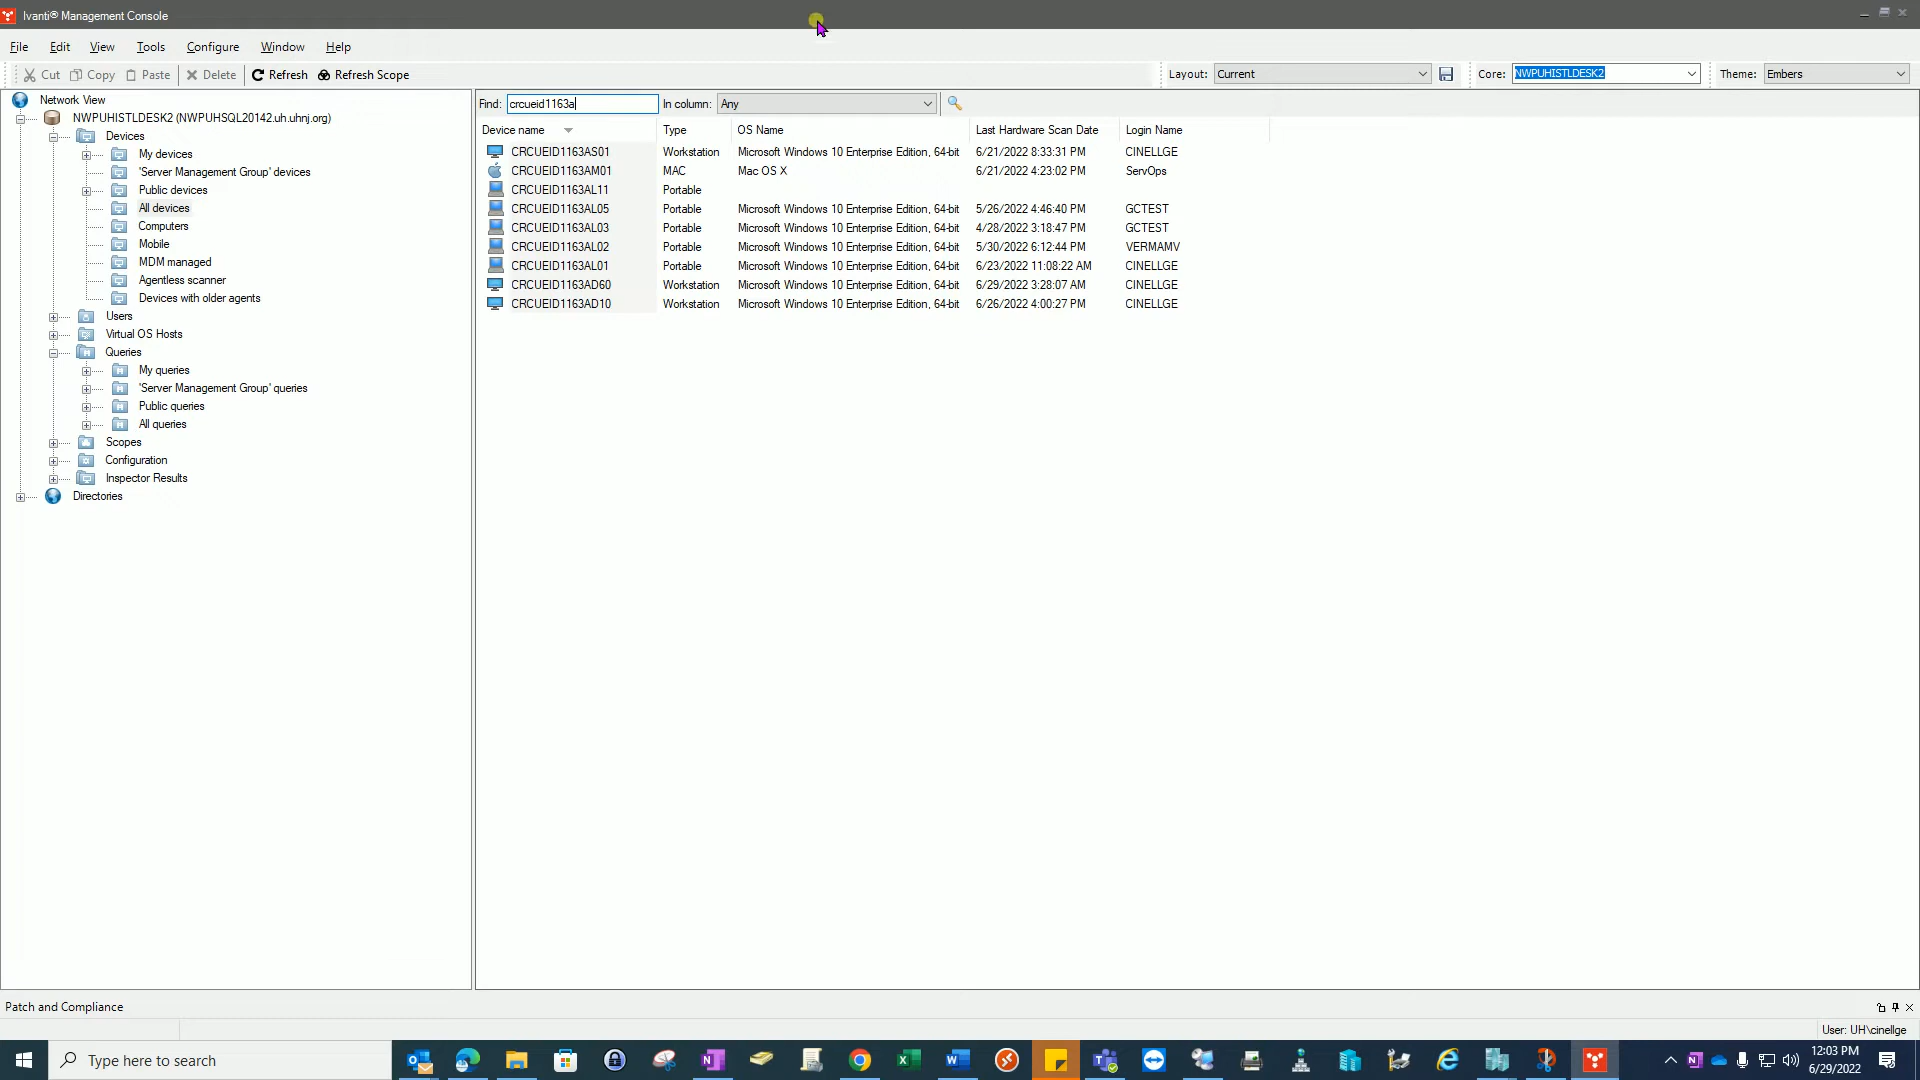 Ivanti® Management Console
File Edit View Tools Configure Window Help
Cut Copy Paste Delete Refresh Refresh Scope Layout: Current Core: NWPUHISTLDESK2 Theme: Embers
Network View
NWPUHISTLDESK2 (NWPUHSQL20142.uh.uhnj.org)
Devices
My devices
'Server Management Group' devices
Public devices
All devices
Computers
Mobile
MDM managed
Agentless scanner
Devices with older agents
Users
Virtual OS Hosts
Queries
My queries
'Server Management Group' queries
Public queries
All queries
Scopes
Configuration
Inspector Results
Directories
Find: crcueid1163a In column: Any
Device name Type OS Name Last Hardware Scan Date Login Name
CRCUEID1163AS01 Workstation Microsoft Windows 10 Enterprise Edition, 64-bit 6/21/2022 8:33:31 PM CINELLGE
CRCUEID1163AM01 MAC Mac OS X 6/21/2022 4:23:02 PM ServOps
CRCUEID1163AL11 Portable
CRCUEID1163AL05 Portable Microsoft Windows 10 Enterprise Edition, 64-bit 5/26/2022 4:46:40 PM GCTEST
CRCUEID1163AL03 Portable Microsoft Windows 10 Enterprise Edition, 64-bit 4/28/2022 3:18:47 PM GCTEST
CRCUEID1163AL02 Portable Microsoft Windows 10 Enterprise Edition, 64-bit 5/30/2022 6:12:44 PM VERMAMV
CRCUEID1163AL01 Portable Microsoft Windows 10 Enterprise Edition, 64-bit 6/23/2022 11:08:22 AM CINELLGE
CRCUEID1163AD60 Workstation Microsoft Windows 10 Enterprise Edition, 64-bit 6/29/2022 3:28:07 AM CINELLGE
CRCUEID1163AD10 Workstation Microsoft Windows 10 Enterprise Edition, 64-bit 6/26/2022 4:00:27 PM CINELLGE
Patch and Compliance
User: UH\cinellge
Type here to search
12:03 PM
6/29/2022